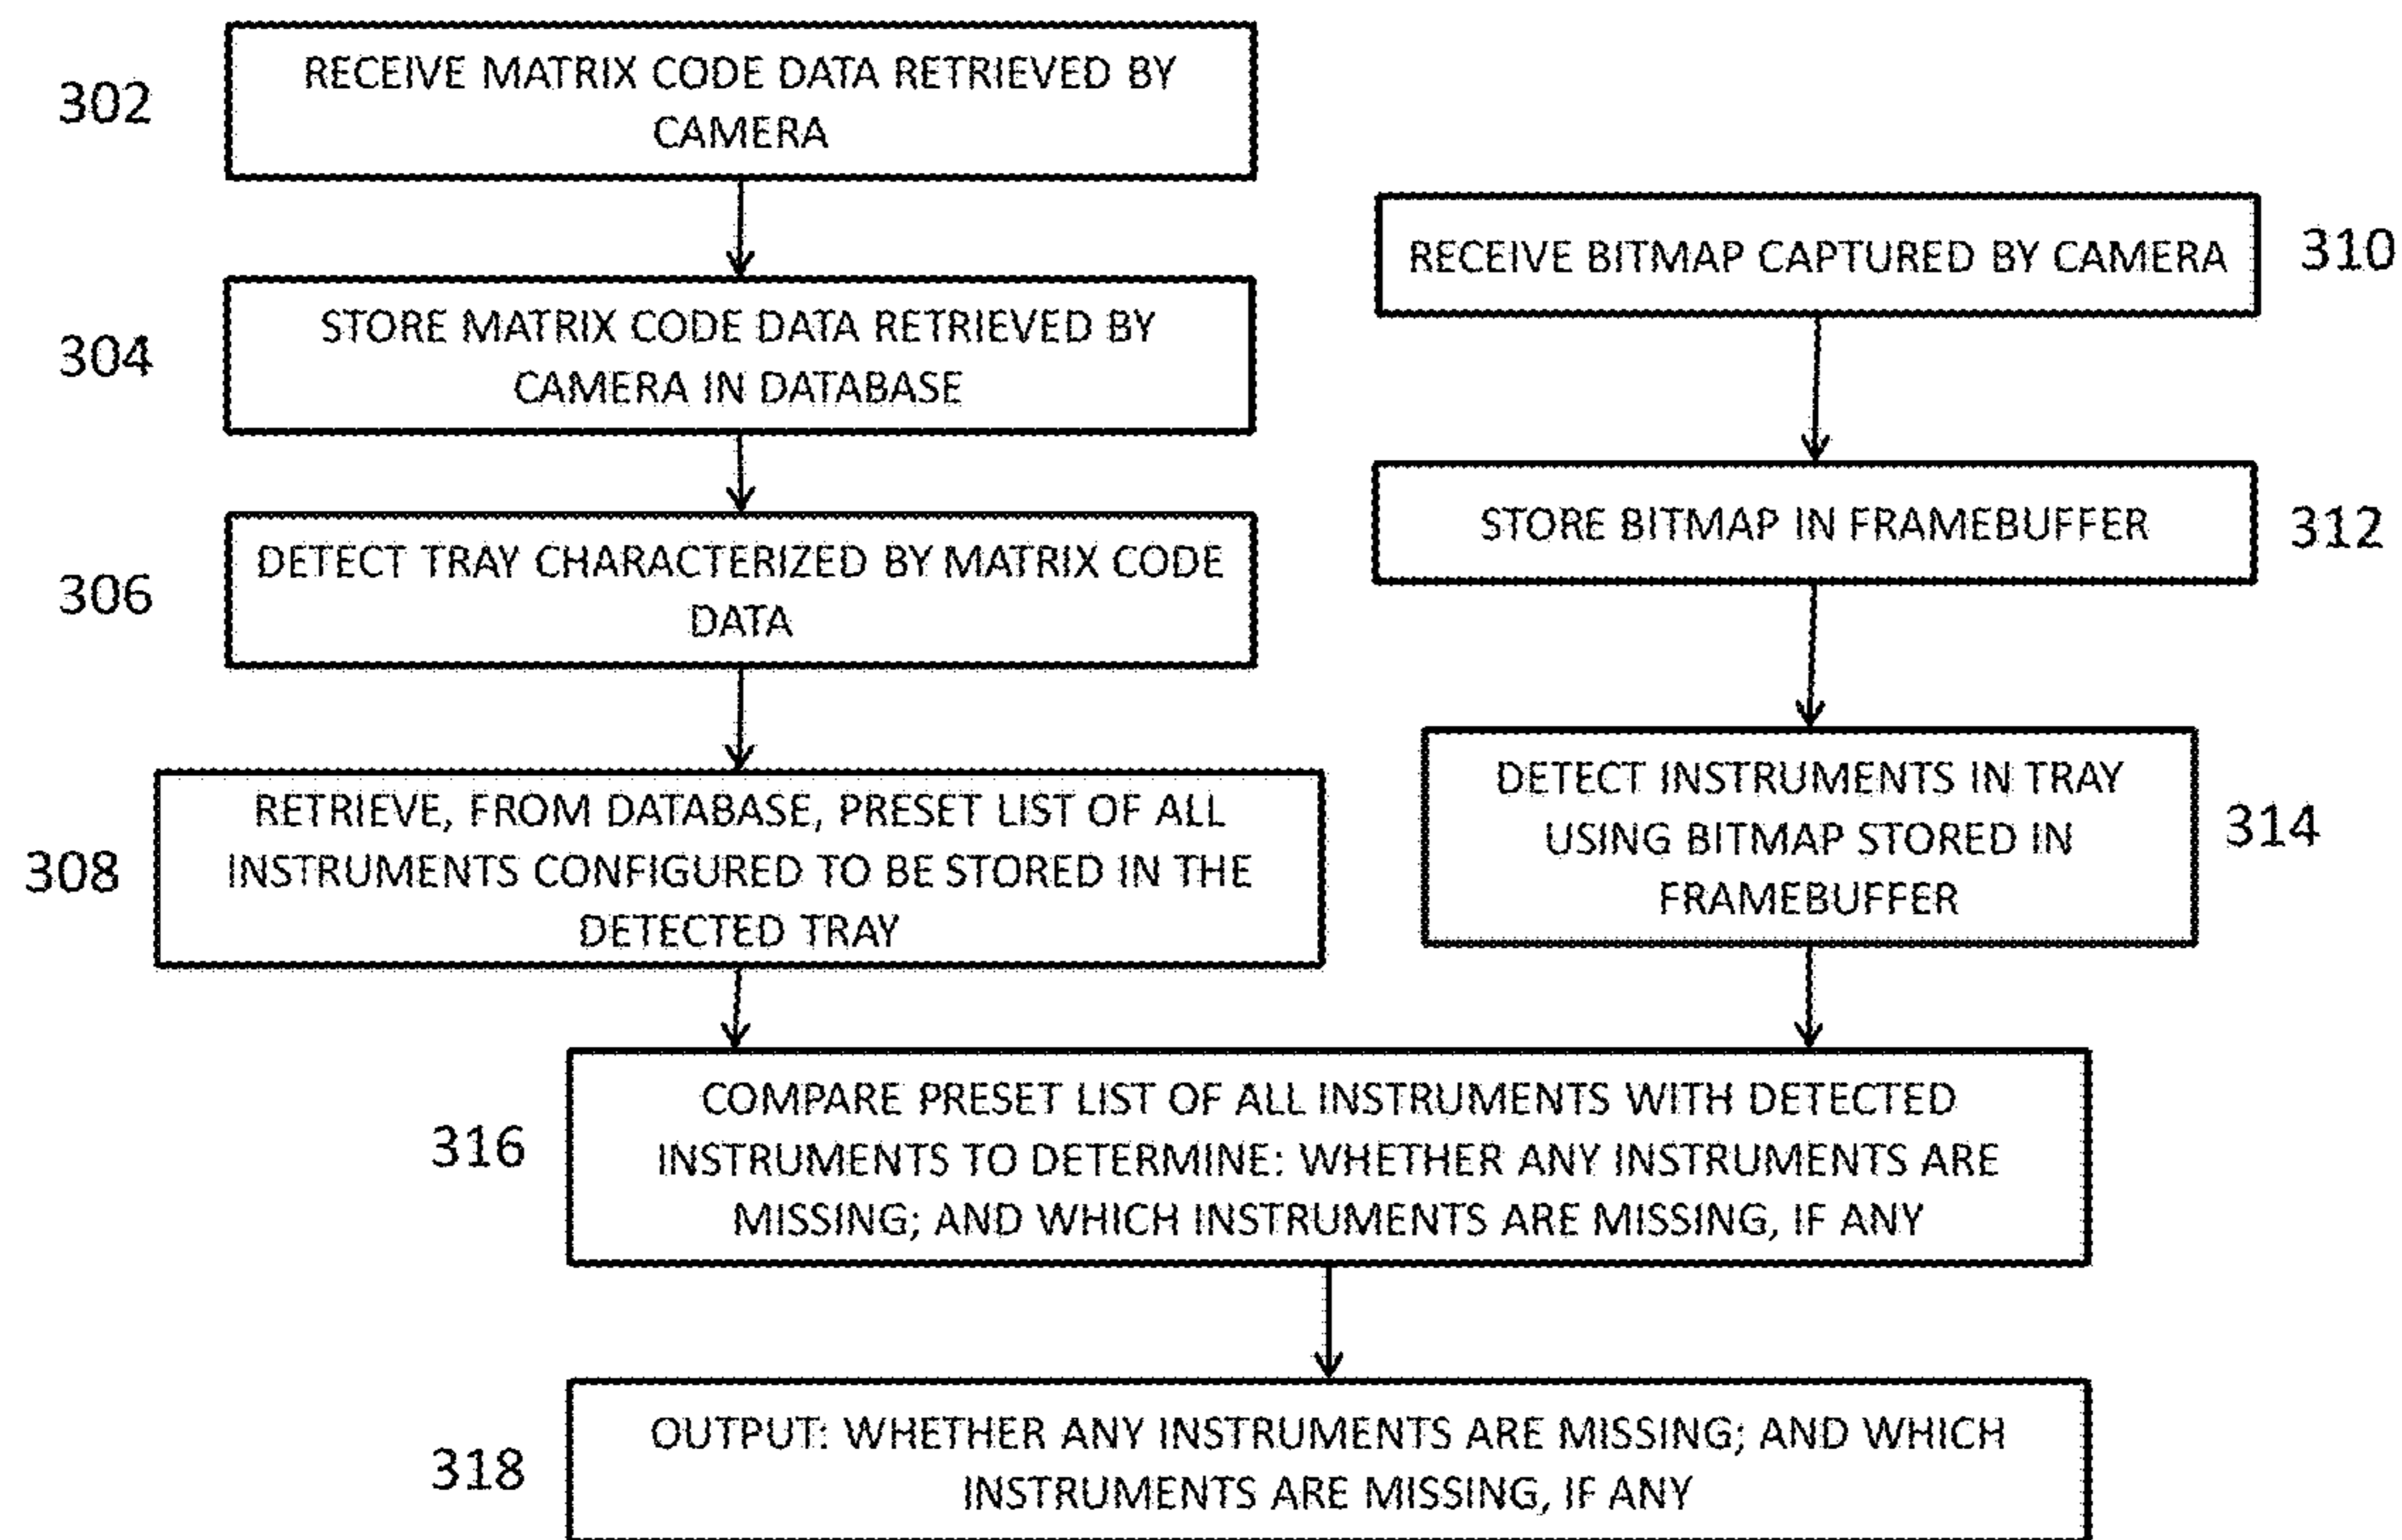 302
RECEIVE MATRIX CODE DATA RETRIEVED BY
CAMERA
304
STORE MATRIX CODE DATA RETRIEVED BY
CAMERA IN DATABASE
306
DETECT TRAY CHARACTERIZED BY MATRIX CODE
DATA
308
RETRIEVE, FROM DATABASE, PRESET LIST OF ALL
INSTRUMENTS CONFIGURED TO BE STORED IN THE
DETECTED TRAY
RECEIVE BITMAP CAPTURED BY CAMERA
310
STORE BITMAP IN FRAMEBUFFER
312
DETECT INSTRUMENTS IN TRAY
USING BITMAP STORED IN
FRAMEBUFFER
314
316
COMPARE PRESET LIST OF ALL INSTRUMENTS WITH DETECTED
INSTRUMENTS TO DETERMINE: WHETHER ANY INSTRUMENTS ARE
MISSING; AND WHICH INSTRUMENTS ARE MISSING, IF ANY
318
OUTPUT: WHETHER ANY INSTRUMENTS ARE MISSING; AND WHICH
INSTRUMENTS ARE MISSING, IF ANY